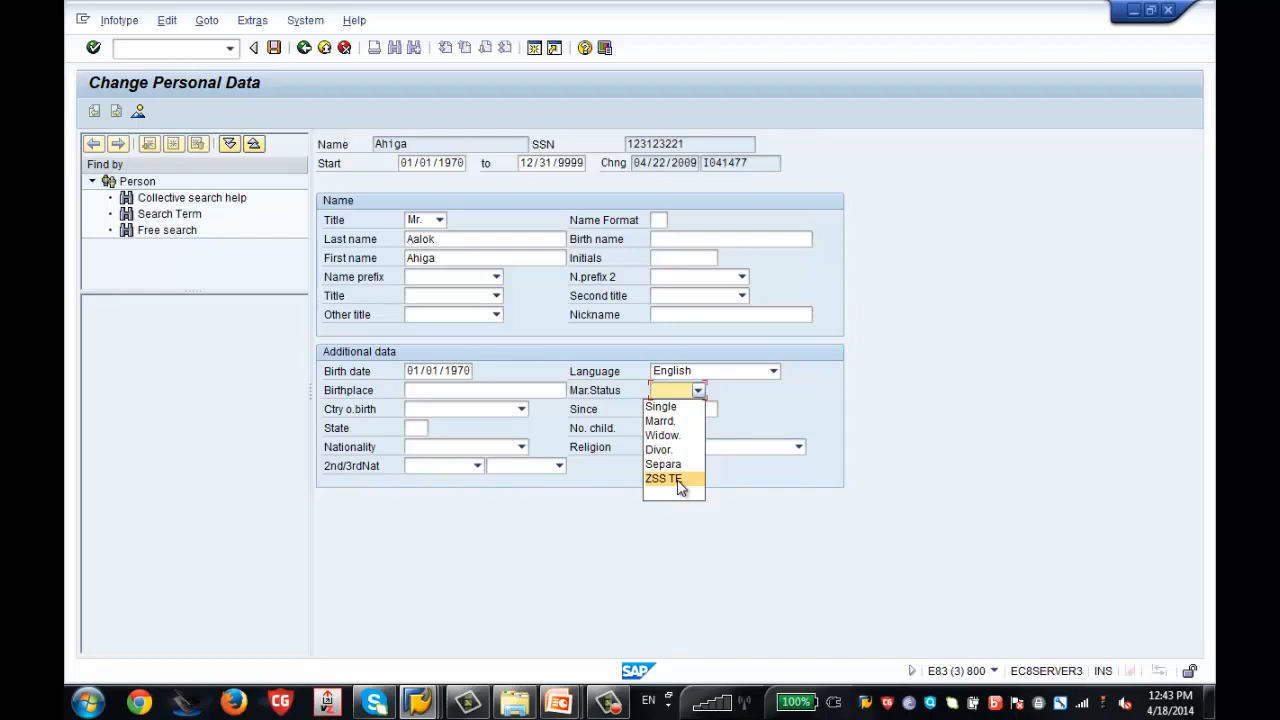 Infotype Edit Goto Extras System Help
Change Personal Data
Find by
Person
Collective search help
Search Term
Free search
Name Ahiga SSN 123123221
Start 01/01/1970 to 12/31/9999 Chng 04/22/2009 I041477
Name
Title Mr. Name Format
Last name Aalok Birth name
First name Ahiga Initials
Name prefix N.prefix 2
Title Second title
Other title Nickname
Additional data
Birth date 01/01/1970 Language English
Birthplace Mar.Status
Ctry o.birth Since
State No. child.
Nationality Religion
2nd/3rdNat
Single
Marrd.
Widow.
Divor.
Separa
ZSS TE
SAP E83 (3) 800 EC8SERVER3 INS
EN 100% 12:43 PM
4/18/2014